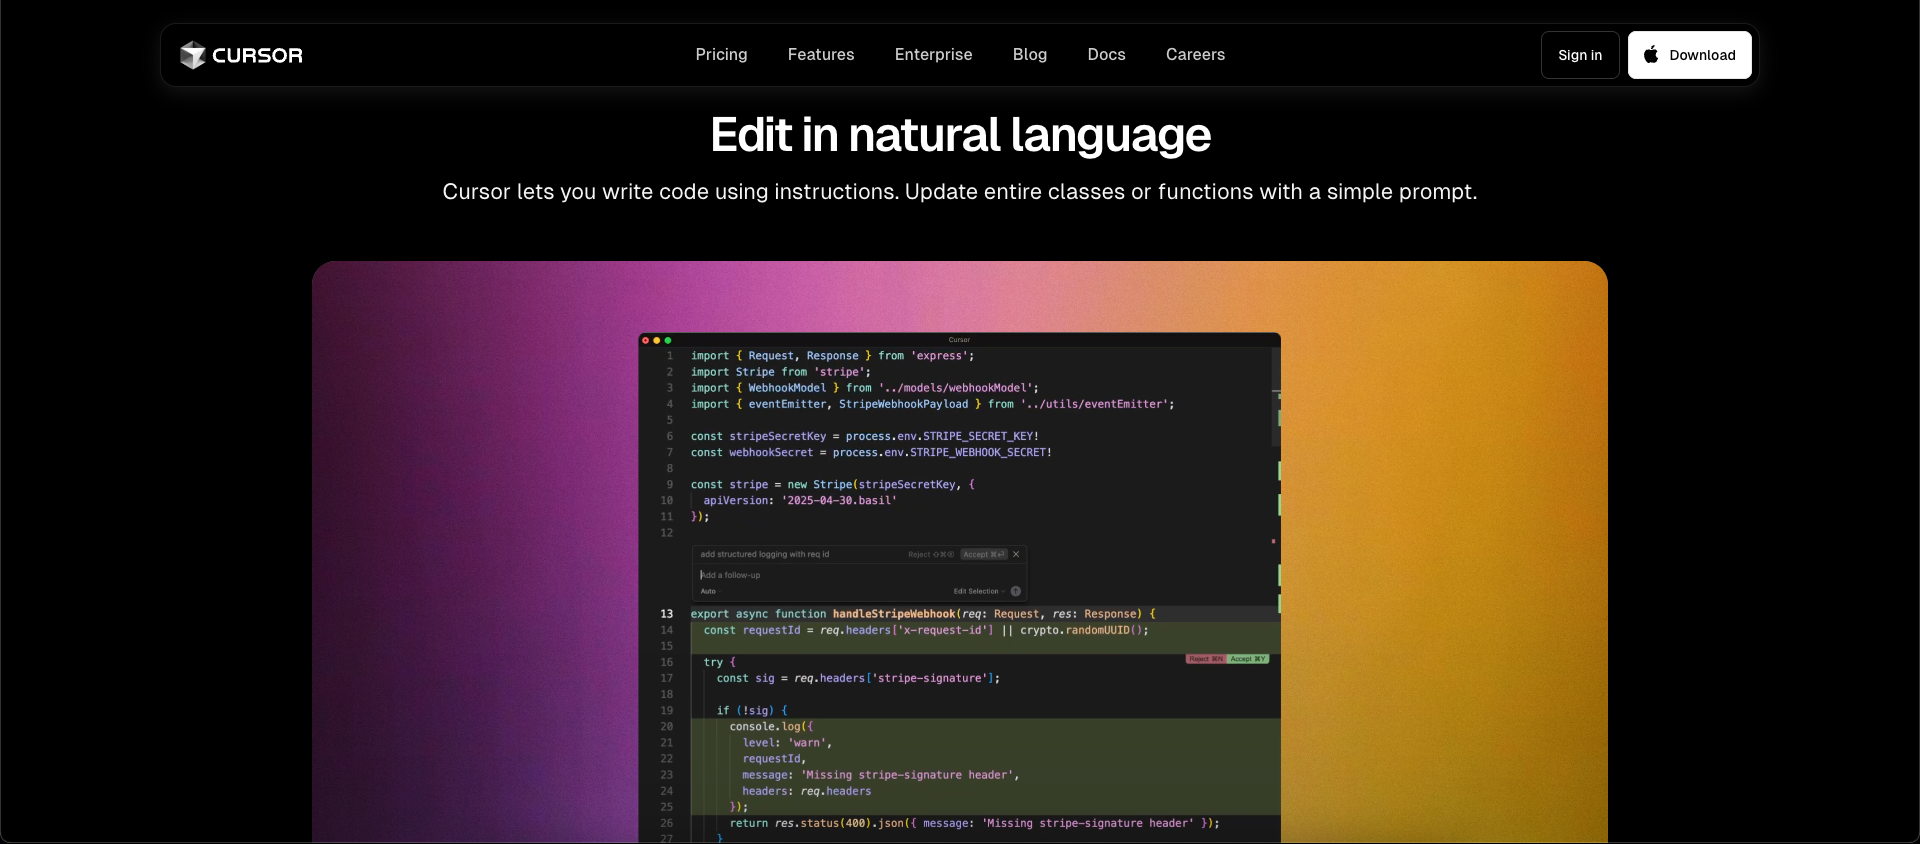 CURSOR
Pricing Features Enterprise Blog Docs Careers
Sign in Download
Edit in natural language
Cursor lets you write code using instructions. Update entire classes or functions with a simple prompt.
Cursor
1 import { Request, Response } from 'express';
2 import Stripe from 'stripe';
3 import { WebhookModel } from '../models/webhookModel';
4 import { eventEmitter, StripeWebhookPayload } from '../utils/eventEmitter';
5
6 const stripeSecretKey = process.env.STRIPE_SECRET_KEY!
7 const webhookSecret = process.env.STRIPE_WEBHOOK_SECRET!
8
9 const stripe = new Stripe(stripeSecretKey, {
10 apiVersion: '2025-04-30.basil'
11 });
12
add structured logging with req id Reject Accept ⌘⏎ ✕
Add a follow-up
Auto Edit Selection
13 export async function handleStripeWebhook(req: Request, res: Response) {
14 const requestId = req.headers['x-request-id'] || crypto.randomUUID();
15
16 try {
Reject ⌘N Accept ⌘Y
17 const sig = req.headers['stripe-signature'];
18
19 if (!sig) {
20 console.log({
21 level: 'warn',
22 requestId,
23 message: 'Missing stripe-signature header',
24 headers: req.headers
25 });
26 return res.status(400).json({ message: 'Missing stripe-signature header' });
27 }